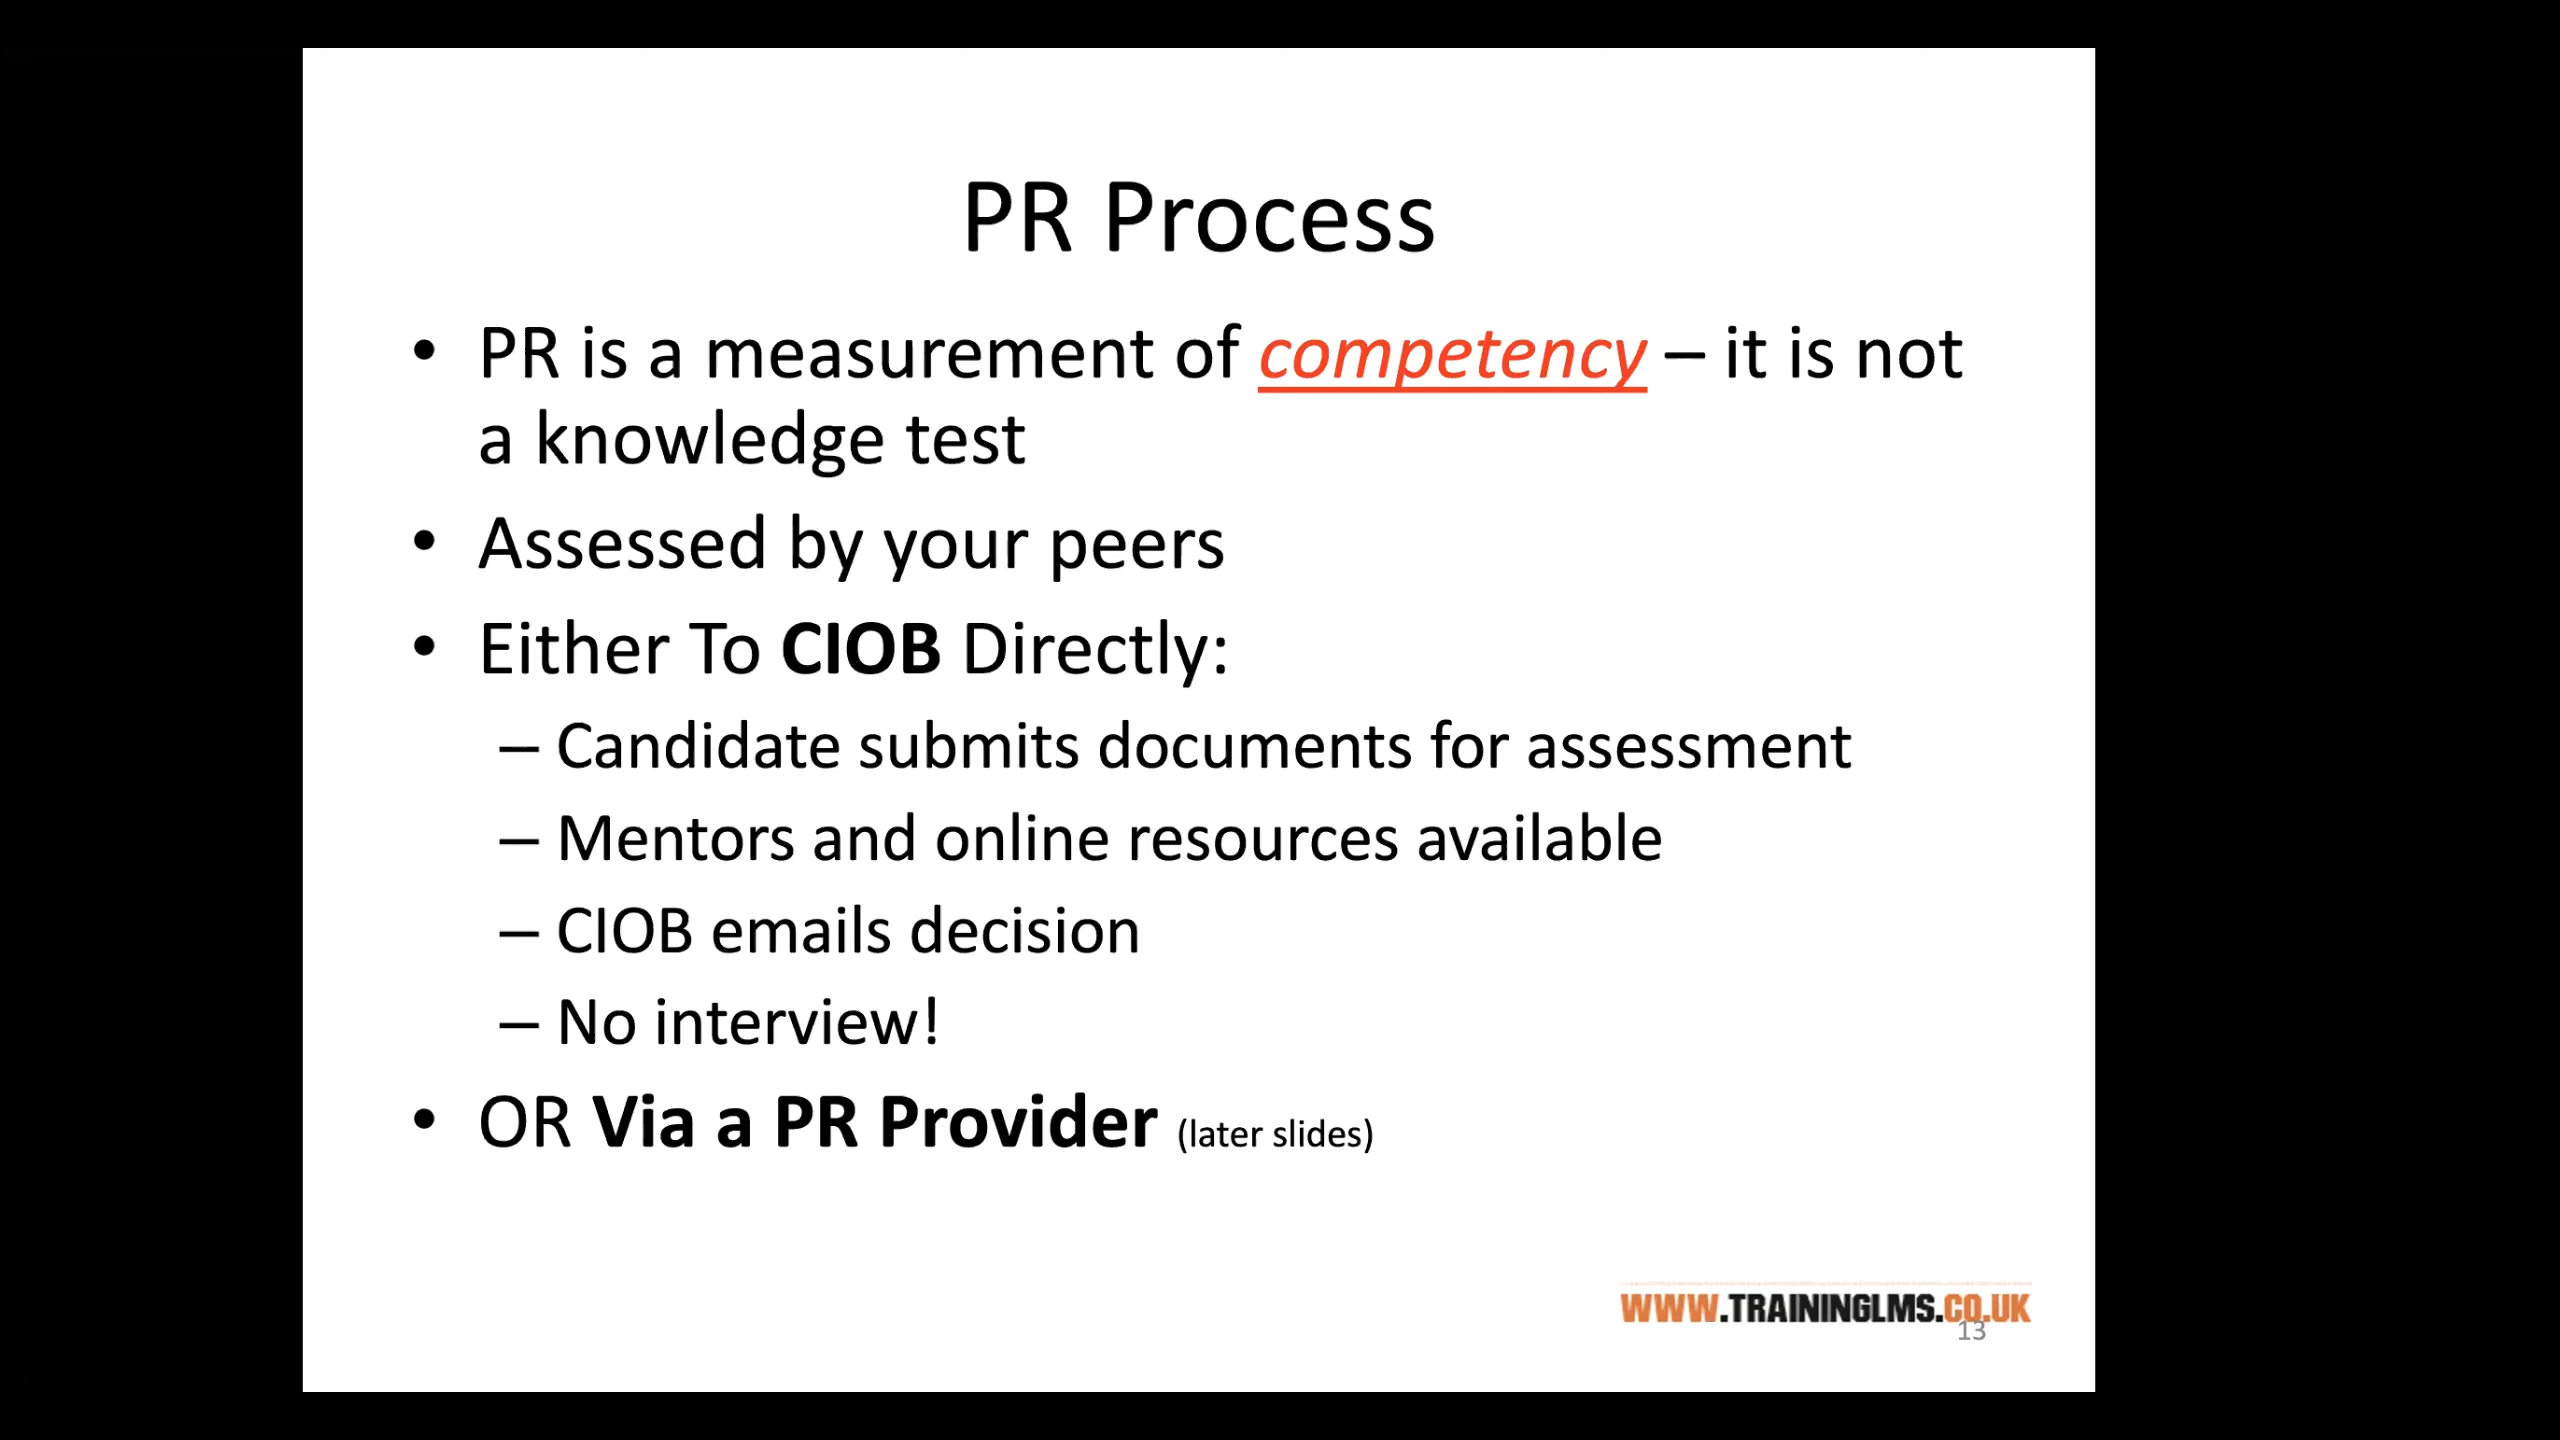 PR Process
• PR is a measurement of competency – it is not
a knowledge test
• Assessed by your peers
• Either To CIOB Directly:
– Candidate submits documents for assessment
– Mentors and online resources available
– CIOB emails decision
– No interview!
• OR Via a PR Provider (later slides)
WWW.TRAININGLMS.CO.UK
13